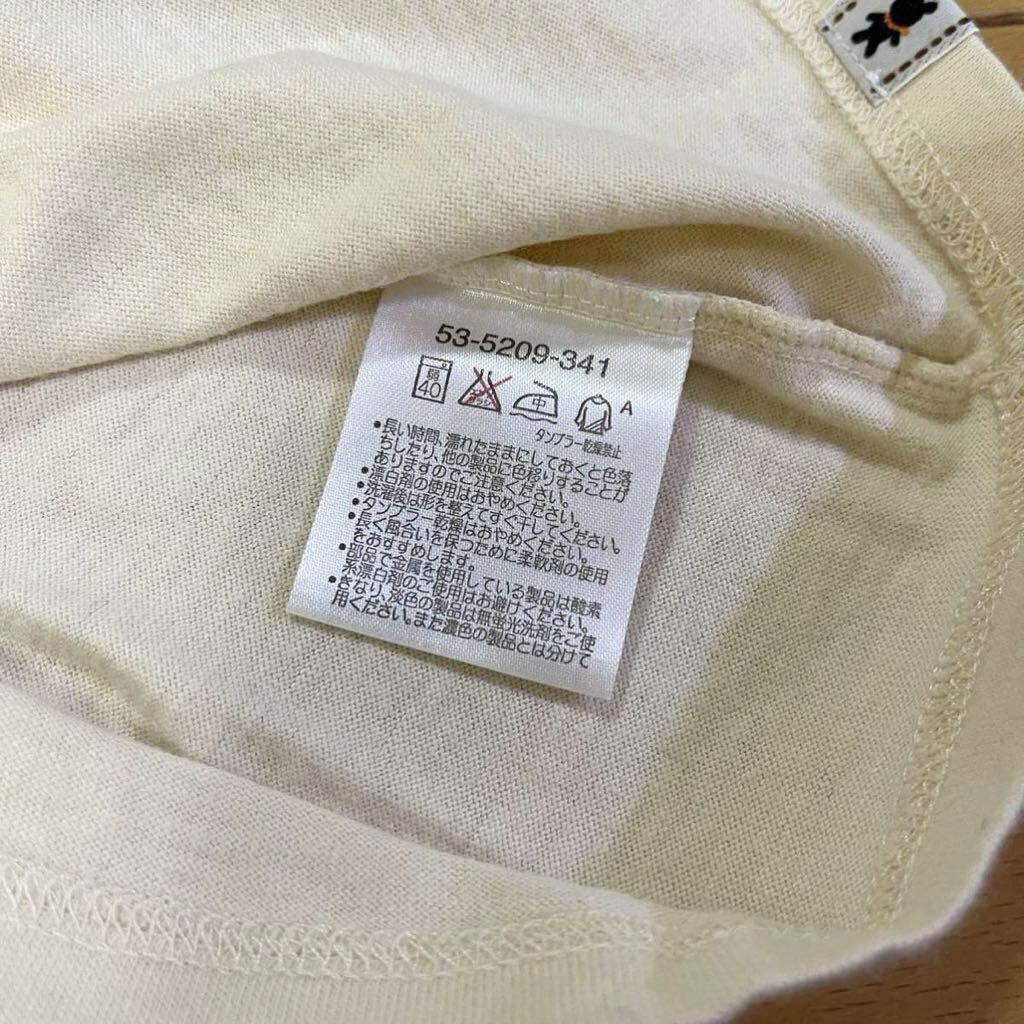 53-5209-341
弱
40
中
A
タンブラー乾燥禁止
•長い時間、濡れたままにしておくと色落
ちしたり、他の製品に色移りすることが
ありますのでご注意ください。
•漂白剤の使用はおやめください。
•洗濯後は形を整えてすぐ干してください。
•タンブラー乾燥はおやめください。
•長く風合いを保つために柔軟剤の使用
をおすすめします。
•部品で金属を使用している製品は酸素
系漂白剤のご使用はお避けください。
•きなり、淡色の製品は無蛍光洗剤をご使
用ください。また濃色の製品とは分けて